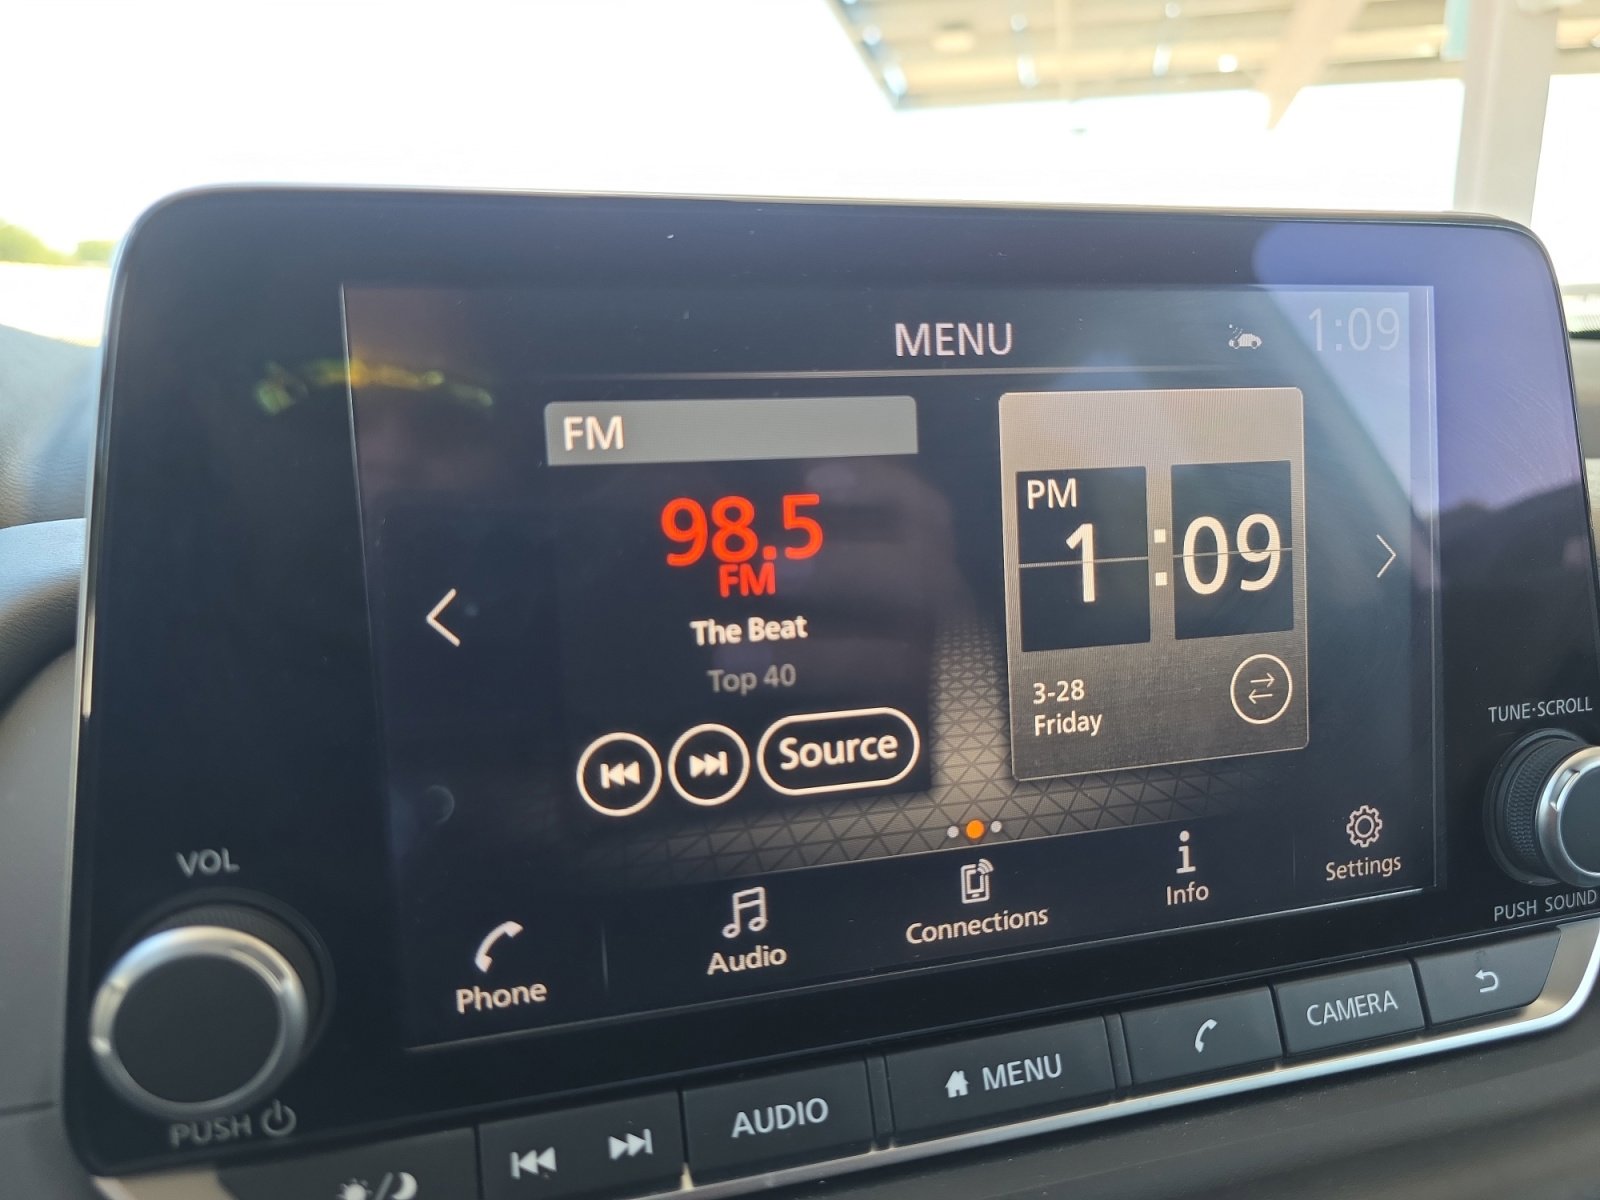 MENU
1:09
FM
98.5
FM
The Beat
Top 40
Source
PM
1:09
3-28
Friday
Phone
Audio
Connections
Info
Settings
VOL
PUSH
TUNE·SCROLL
PUSH SOUND
AUDIO
MENU
CAMERA